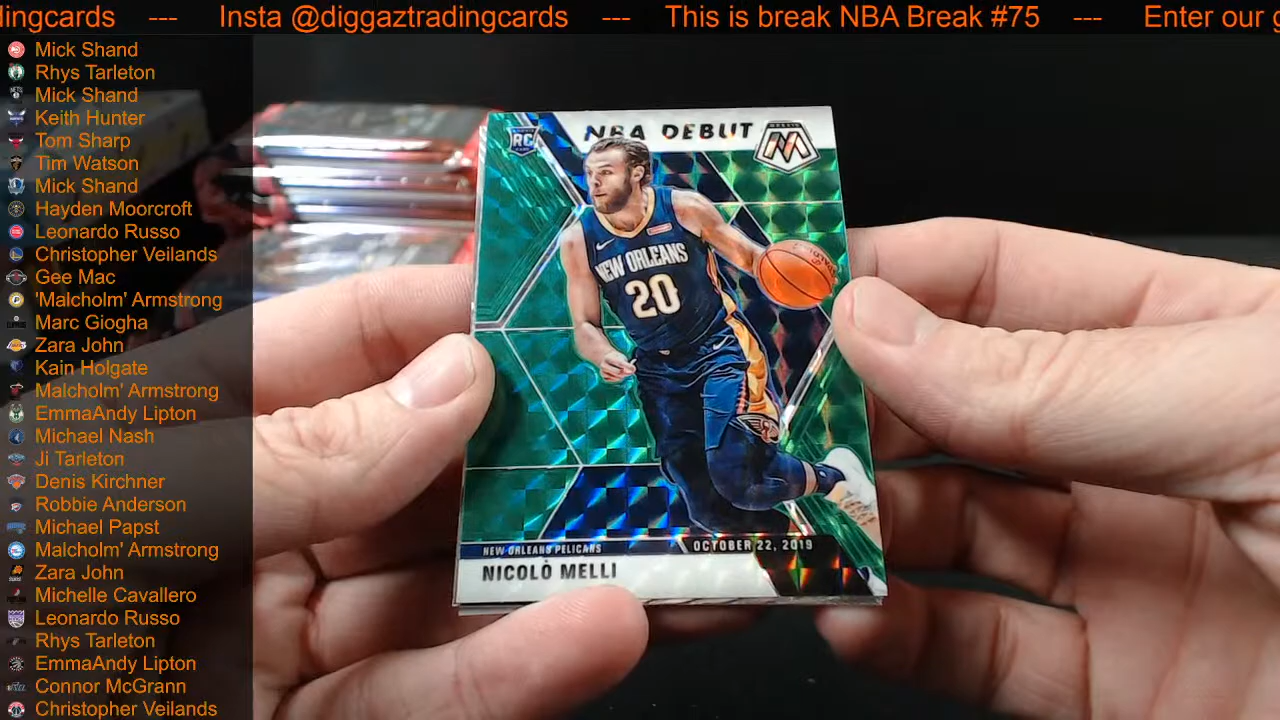 dingcards --- Insta @diggaztradingcards --- This is break NBA Break #75 --- Enter our g
Mick Shand
Rhys Tarleton
Mick Shand
Keith Hunter
Tom Sharp
Tim Watson
Mick Shand
Hayden Moorcroft
Leonardo Russo
Christopher Veilands
Gee Mac
'Malcholm' Armstrong
Marc Giogha
Zara John
Kain Holgate
Malcholm' Armstrong
EmmaAndy Lipton
Michael Nash
Ji Tarleton
Denis Kirchner
Robbie Anderson
Michael Papst
Malcholm' Armstrong
Zara John
Michelle Cavallero
Leonardo Russo
Rhys Tarleton
EmmaAndy Lipton
Connor McGrann
Christopher Veilands
RC
NBA DEBUT
M
NEW ORLEANS
20
NEW ORLEANS PELICANS
OCTOBER 22, 2019
NICOLÒ MELLI